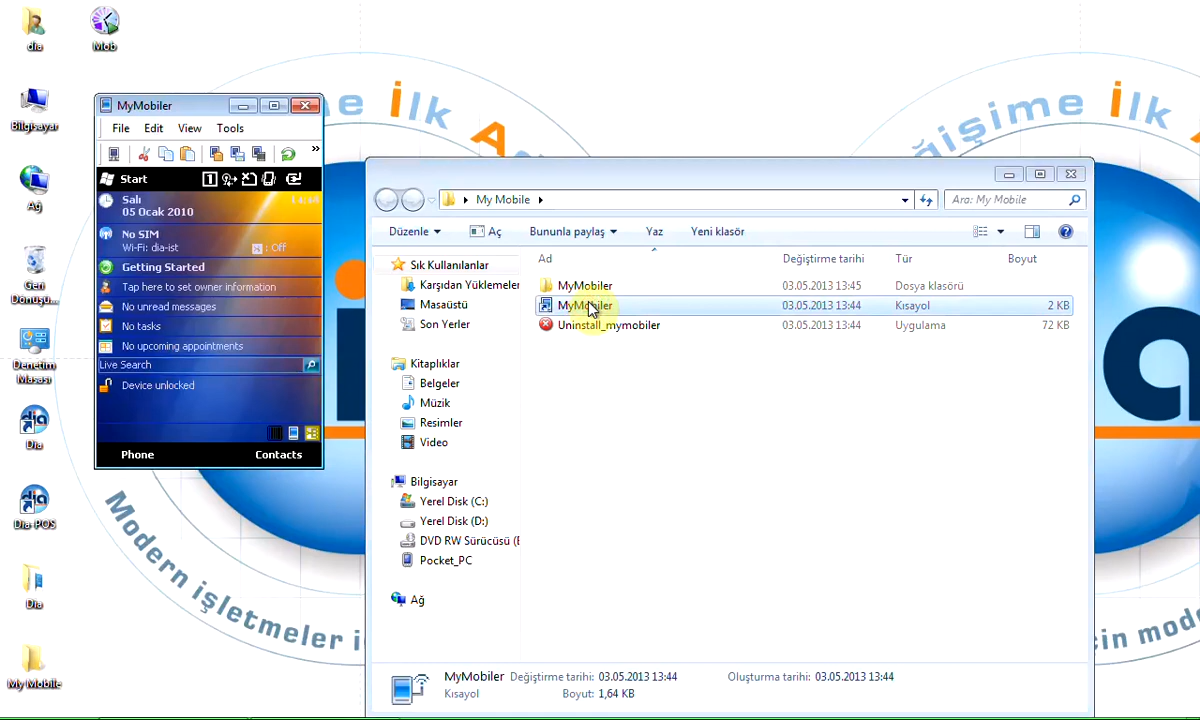 dia
Mob
Bilgisayar
Ağ
Geri
Dönüşü...
Denetim
Masası
Dia
Dia-POS
Dia
My Mobile
me İlk A
ğişime İlk A
Modern işletmeler i
in mode
MyMobiler
File Edit View Tools
»
Start
Salı
05 Ocak 2010
No SIM
Wi-Fi: dia-ist
: Off
Getting Started
Tap here to set owner information
No unread messages
No tasks
No upcoming appointments
Live Search
Device unlocked
Phone Contacts
My Mobile
Ara: My Mobile
Düzenle Aç Bununla paylaş Yaz Yeni klasör
Ad Değiştirme tarihi Tür Boyut
MyMobiler 03.05.2013 13:45 Dosya klasörü
MyMobiler 03.05.2013 13:44 Kısayol 2 KB
Uninstall_mymobiler 03.05.2013 13:44 Uygulama 72 KB
Sık Kullanılanlar
Karşıdan Yüklemeler
Masaüstü
Son Yerler
Kitaplıklar
Belgeler
Müzik
Resimler
Video
Bilgisayar
Yerel Disk (C:)
Yerel Disk (D:)
DVD RW Sürücüsü (E
Pocket_PC
Ağ
MyMobiler Değiştirme tarihi: 03.05.2013 13:44 Oluşturma tarihi: 03.05.2013 13:44
Kısayol Boyut: 1,64 KB